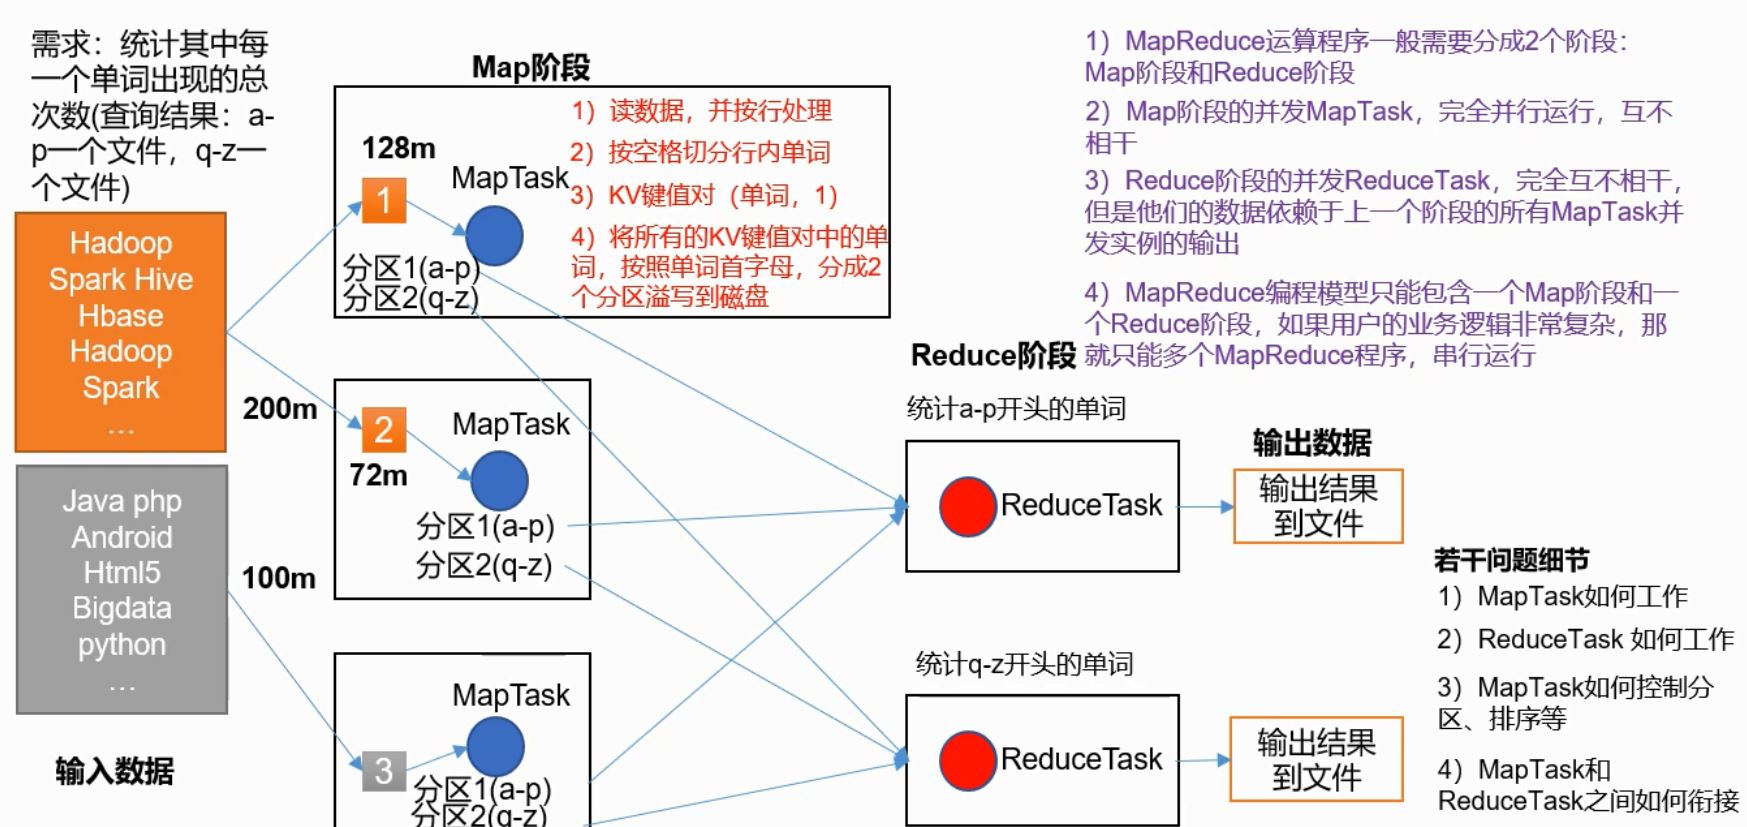 需求：统计其中每
一个单词出现的总
次数(查询结果：a-
p一个文件，q-z一
个文件)
Hadoop
Spark Hive
Hbase
Hadoop
Spark
…
200m
Java php
Android
Html5
Bigdata
python
…
100m
输入数据
Map阶段
128m
1
MapTask
分区1(a-p)
分区2(q-z)
1）读数据，并按行处理
2）按空格切分行内单词
3）KV键值对（单词，1）
4）将所有的KV键值对中的单
词，按照单词首字母，分成2
个分区溢写到磁盘
2
72m
MapTask
分区1(a-p)
分区2(q-z)
MapTask
3
分区1(a-p)
分区2(q-z)
1）MapReduce运算程序一般需要分成2个阶段：
Map阶段和Reduce阶段
2）Map阶段的并发MapTask，完全并行运行，互不
相干
3）Reduce阶段的并发ReduceTask，完全互不相干，
但是他们的数据依赖于上一个阶段的所有MapTask并
发实例的输出
4）MapReduce编程模型只能包含一个Map阶段和一
个Reduce阶段，如果用户的业务逻辑非常复杂，那
就只能多个MapReduce程序，串行运行
Reduce阶段
统计a-p开头的单词
ReduceTask
输出数据
输出结果
到文件
统计q-z开头的单词
ReduceTask
输出结果
到文件
若干问题细节
1）MapTask如何工作
2）ReduceTask 如何工作
3）MapTask如何控制分
区、排序等
4）MapTask和
ReduceTask之间如何衔接